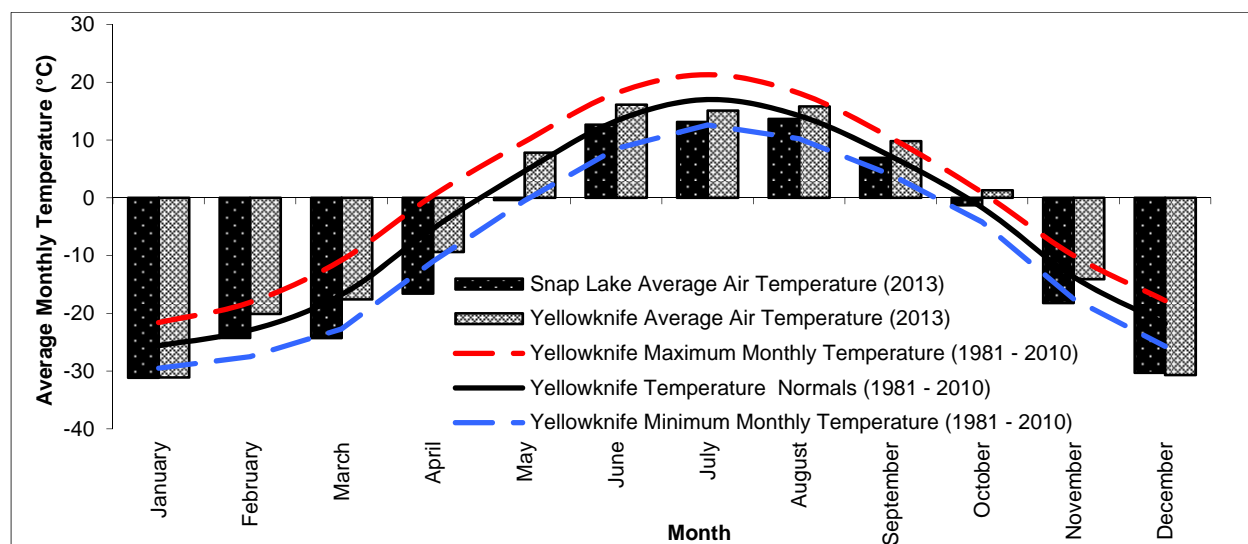 Average Monthly Temperature (°C)
30
20
10
0
-10
-20
-30
-40
Snap Lake Average Air Temperature (2013)
Yellowknife Average Air Temperature (2013)
Yellowknife Maximum Monthly Temperature (1981 - 2010)
Yellowknife Temperature Normals (1981 - 2010)
Yellowknife Minimum Monthly Temperature (1981 - 2010)
January
February
March
April
May
June
July
August
September
October
November
December
Month